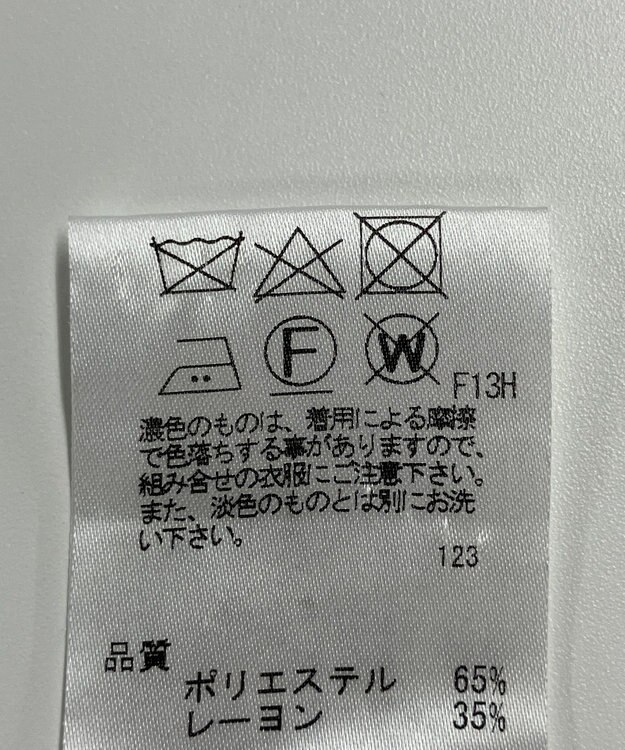 F W F13H
濃色のものは、着用による摩擦
で色落ちする事がありますので、
組み合せの衣服にご注意下さい。
また、淡色のものとは別にお洗
い下さい。
123
品質
ポリエステル 65%
レーヨン 35%